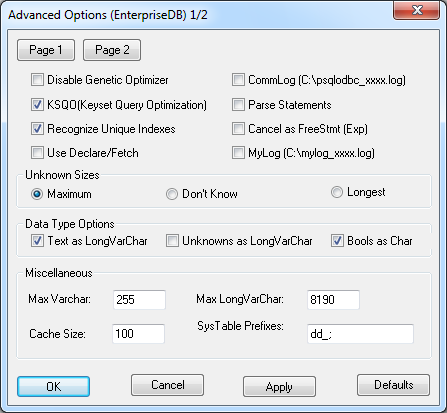 Advanced Options (EnterpriseDB) 1/2
Page 1 Page 2
Disable Genetic Optimizer CommLog (C:\psqlodbc_xxxx.log)
KSQO(Keyset Query Optimization) Parse Statements
Recognize Unique Indexes Cancel as FreeStmt (Exp)
Use Declare/Fetch MyLog (C:\mylog_xxxx.log)
Unknown Sizes
Maximum Don't Know Longest
Data Type Options
Text as LongVarChar Unknowns as LongVarChar Bools as Char
Miscellaneous
Max Varchar: 255 Max LongVarChar: 8190
Cache Size: 100 SysTable Prefixes: dd_;
OK Cancel Apply Defaults